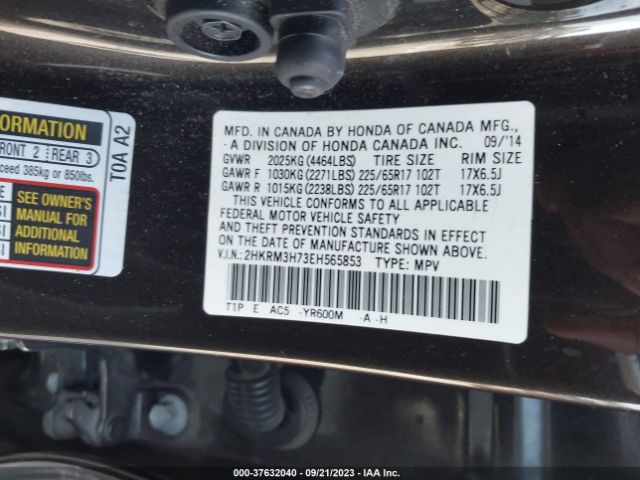 ORMATION
FRONT 2 REAR 3
ceed 385kg or 850lbs.
SEE OWNER'S
MANUAL FOR
ADDITIONAL
INFORMATION
T0A A2
MFD. IN CANADA BY HONDA OF CANADA MFG.,
- A DIVISION OF HONDA CANADA INC. 09/'14
GVWR 2025KG (4464LBS) TIRE SIZE RIM SIZE
GAWR F 1030KG (2271LBS) 225/65R17 102T 17X6.5J
GAWR R 1015KG (2238LBS) 225/65R17 102T 17X6.5J
THIS VEHICLE CONFORMS TO ALL APPLICABLE
FEDERAL MOTOR VEHICLE SAFETY
AND THEFT PREVENTION STANDARDS IN EFFECT
ON THE DATE OF MANUFACTURE SHOWN ABOVE.
V.I.N.: 2HKRM3H73EH565853 TYPE: MPV
T1P E AC5 -YR600M -A -H
000-37632040 - 09/21/2023 - IAA Inc.